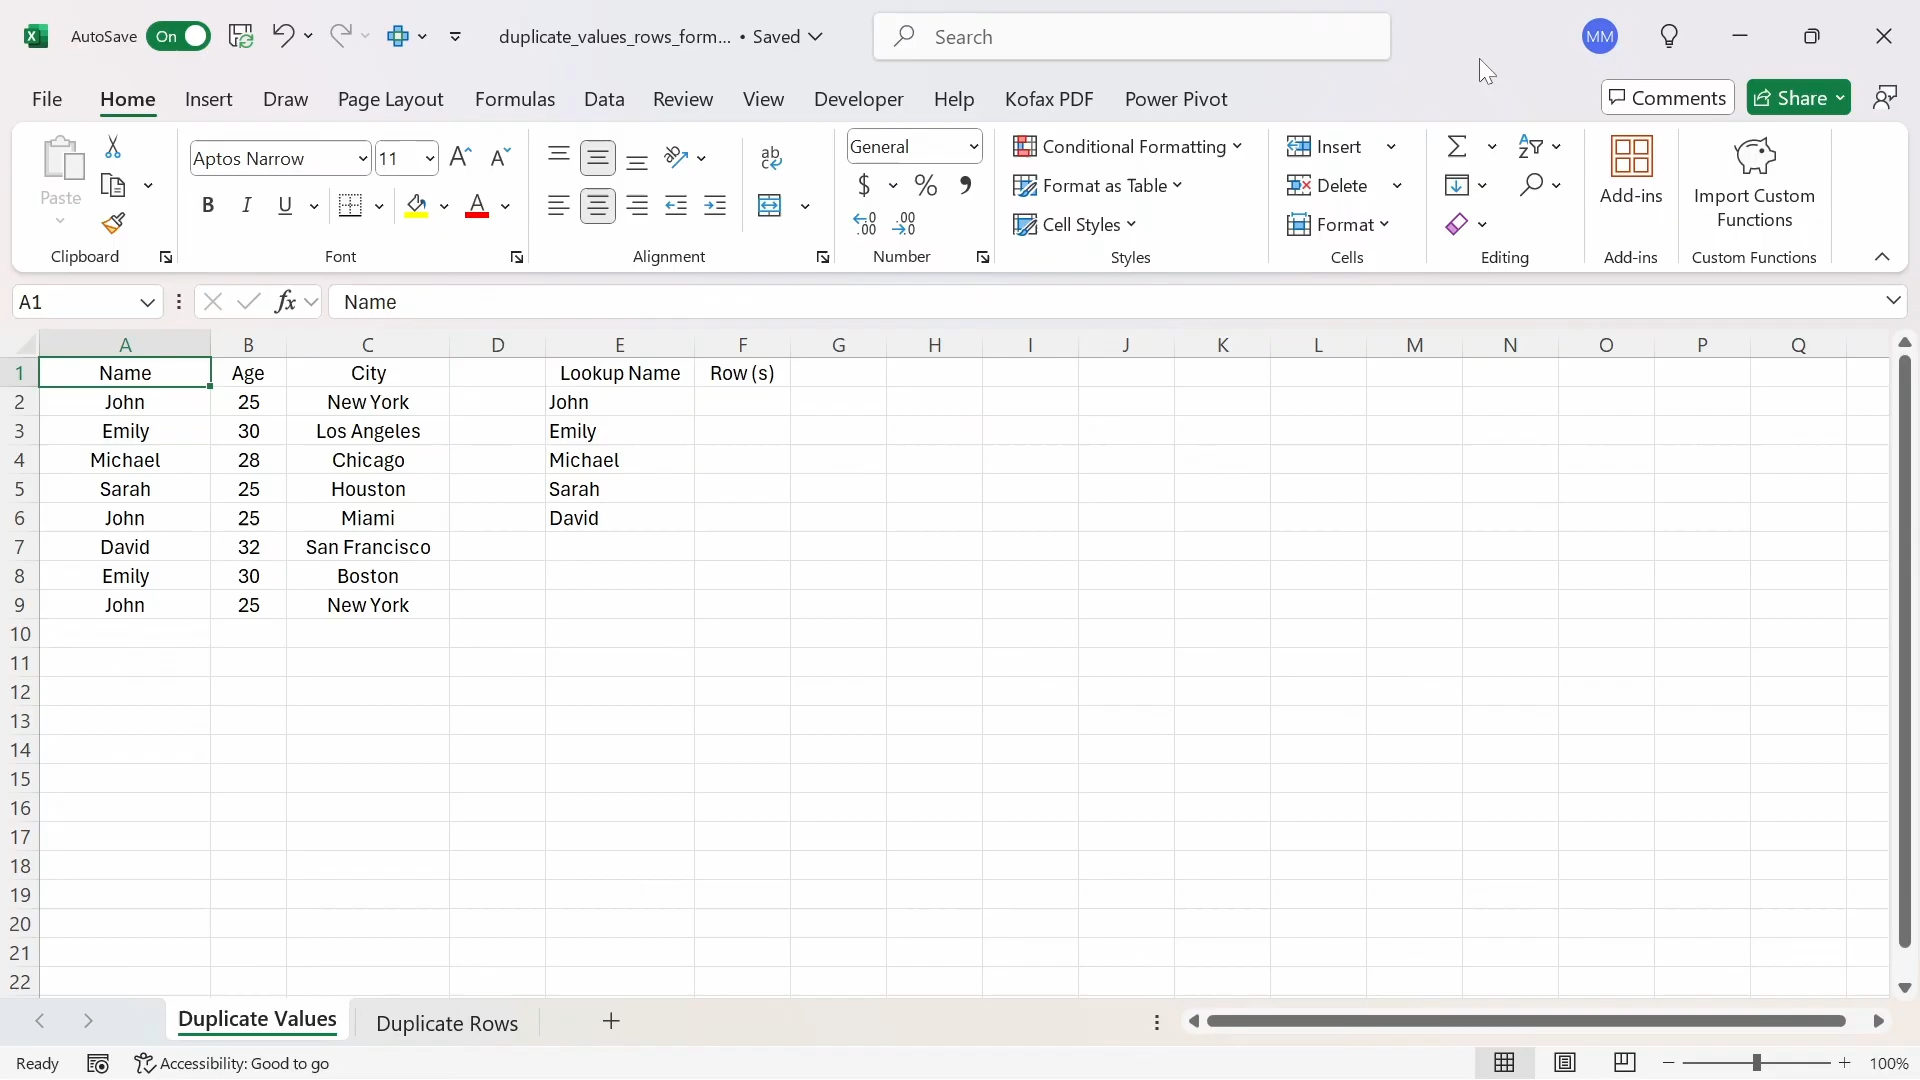 AutoSave On duplicate_values_rows_form... • Saved Search MM
File Home Insert Draw Page Layout Formulas Data Review View Developer Help Kofax PDF Power Pivot Comments Share
Paste
Clipboard
Aptos Narrow 11
B I U A
Font
ab
Alignment
General
$ % 9
.00 .0
Number
Conditional Formatting
Format as Table
Cell Styles
Styles
Insert
Delete
Format
Cells
Editing
Add-ins
Add-ins
Import Custom
Functions
Custom Functions
A1 fx Name
A B C D E F G H I J K L M N O P Q
1 Name Age City Lookup Name Row (s)
2 John 25 New York John
3 Emily 30 Los Angeles Emily
4 Michael 28 Chicago Michael
5 Sarah 25 Houston Sarah
6 John 25 Miami David
7 David 32 San Francisco
8 Emily 30 Boston
9 John 25 New York
10
11
12
13
14
15
16
17
18
19
20
21
22
Duplicate Values Duplicate Rows
Ready Accessibility: Good to go 100%